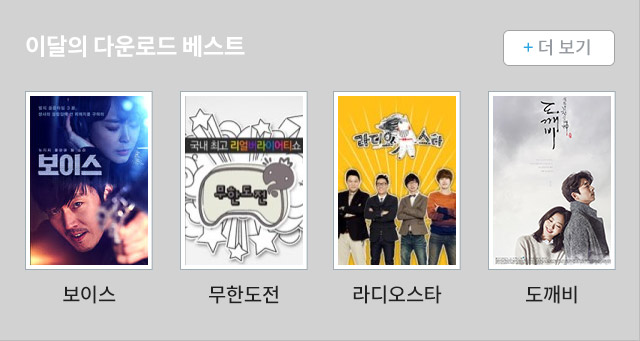 이달의 다운로드 베스트
+ 더 보기
보이스
국내 최고 리얼버라이어티쇼
무한도전
라디오스타
도깨비
보이스
무한도전
라디오스타
도깨비